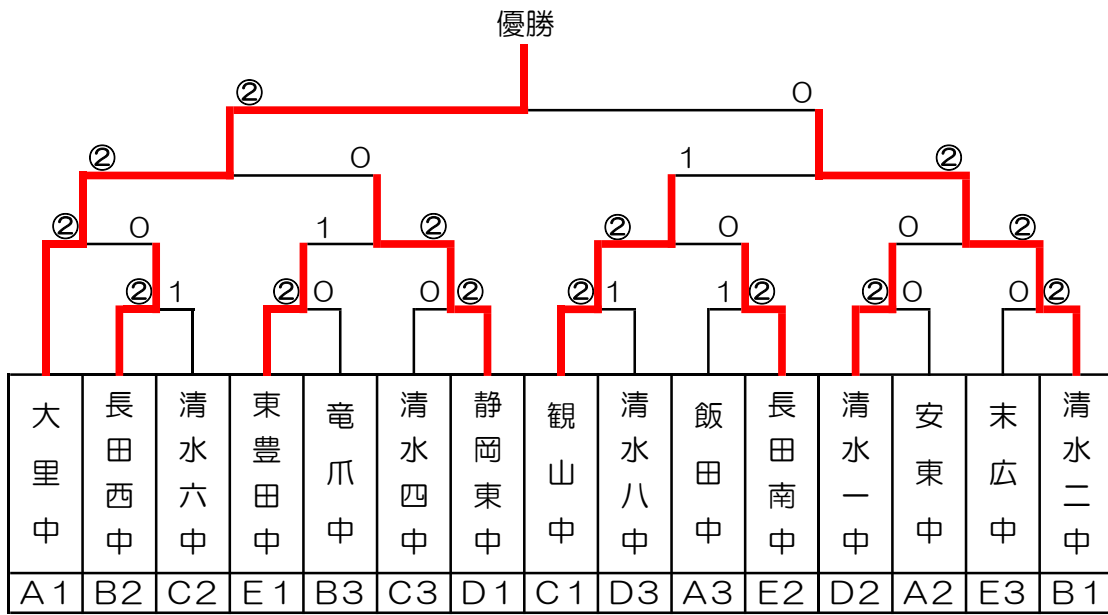 優勝
② 0
② 0 1 ②
② 0 1 ② ② 0 0 ②
② 1 ② 0 0 ② ② 1 1 ② ② 0 0 ②
大里中 長田西中 清水六中 東豊田中 竜爪中 清水四中 静岡東中 観山中 清水八中 飯田中 長田南中 清水一中 安東中 末広中 清水二中
A1 B2 C2 E1 B3 C3 D1 C1 D3 A3 E2 D2 A2 E3 B1